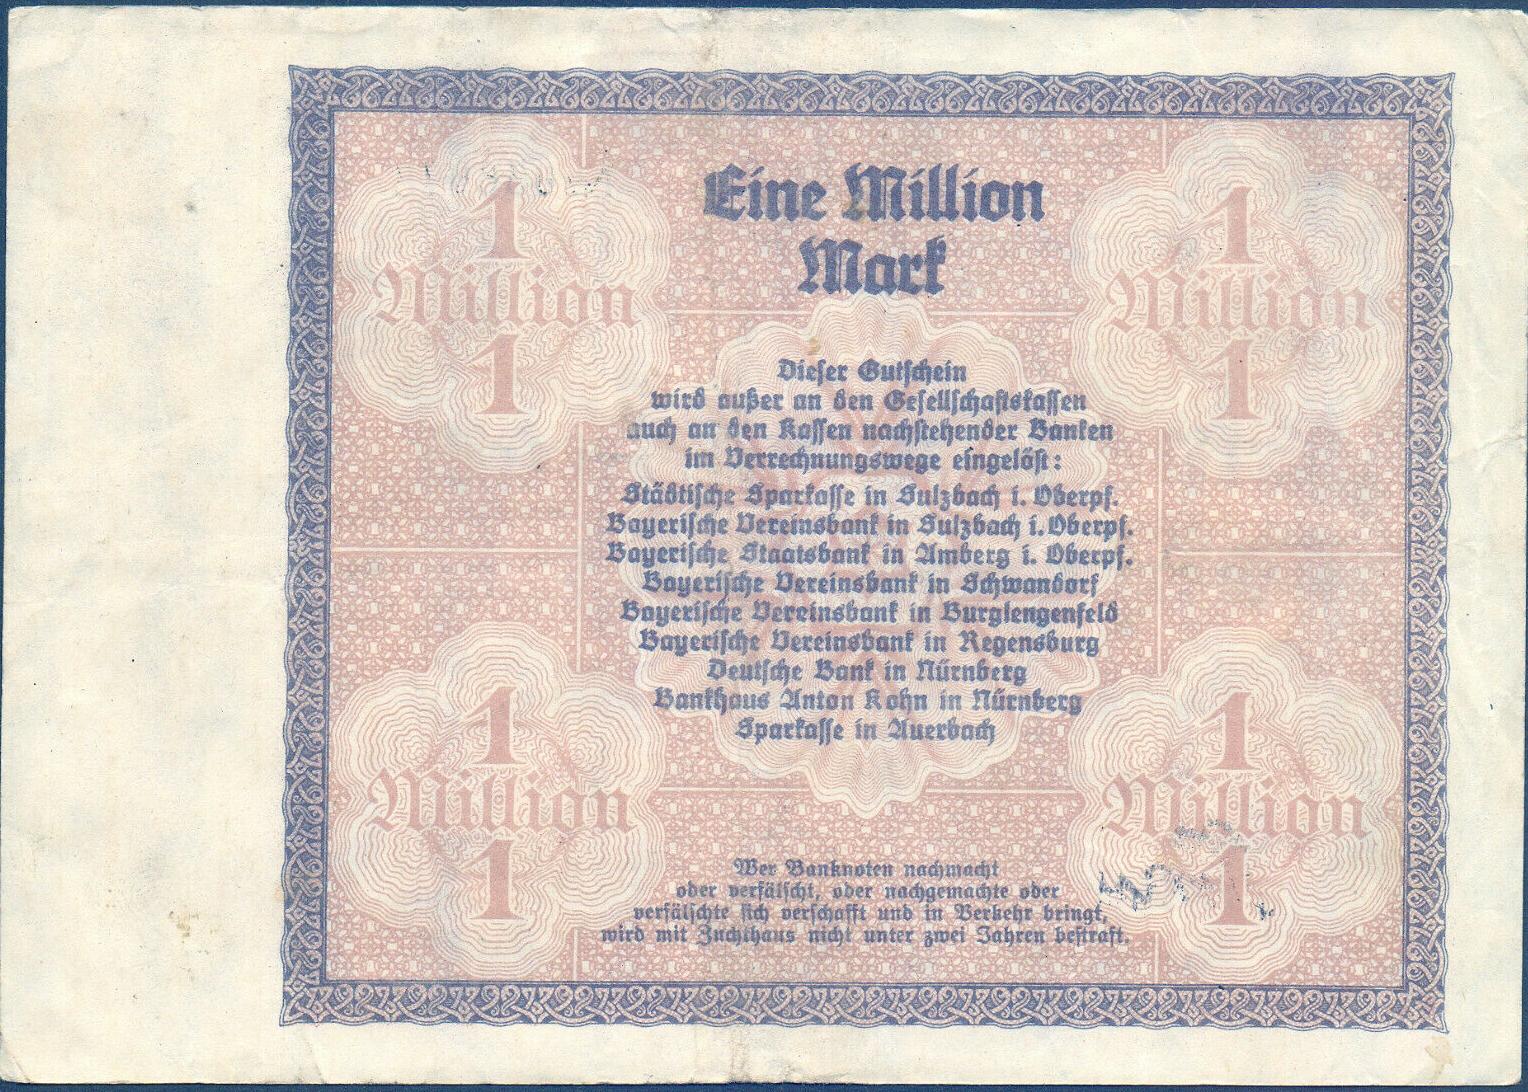 Eine Million
Mark
1
Million
1
1
Million
1
Dieser Gutschein
wird außer an den Gesellschaftskassen
auch an den Kassen nachstehender Banken
im Verrechnungswege eingelöst:
Städtische Sparkasse in Sulzbach i. Oberpf.
Bayerische Vereinsbank in Sulzbach i. Oberpf.
Bayerische Staatsbank in Amberg i. Oberpf.
Bayerische Vereinsbank in Schwandorf
Bayerische Vereinsbank in Burglengenfeld
Bayerische Vereinsbank in Regensburg
Deutsche Bank in Nürnberg
Bankhaus Anton Kohn in Nürnberg
Sparkasse in Auerbach
1
Million
1
1
Million
1
Wer Banknoten nachmacht
oder verfälscht, oder nachgemachte oder
verfälschte sich verschafft und in Verkehr bringt,
wird mit Zuchthaus nicht unter zwei Jahren bestraft.